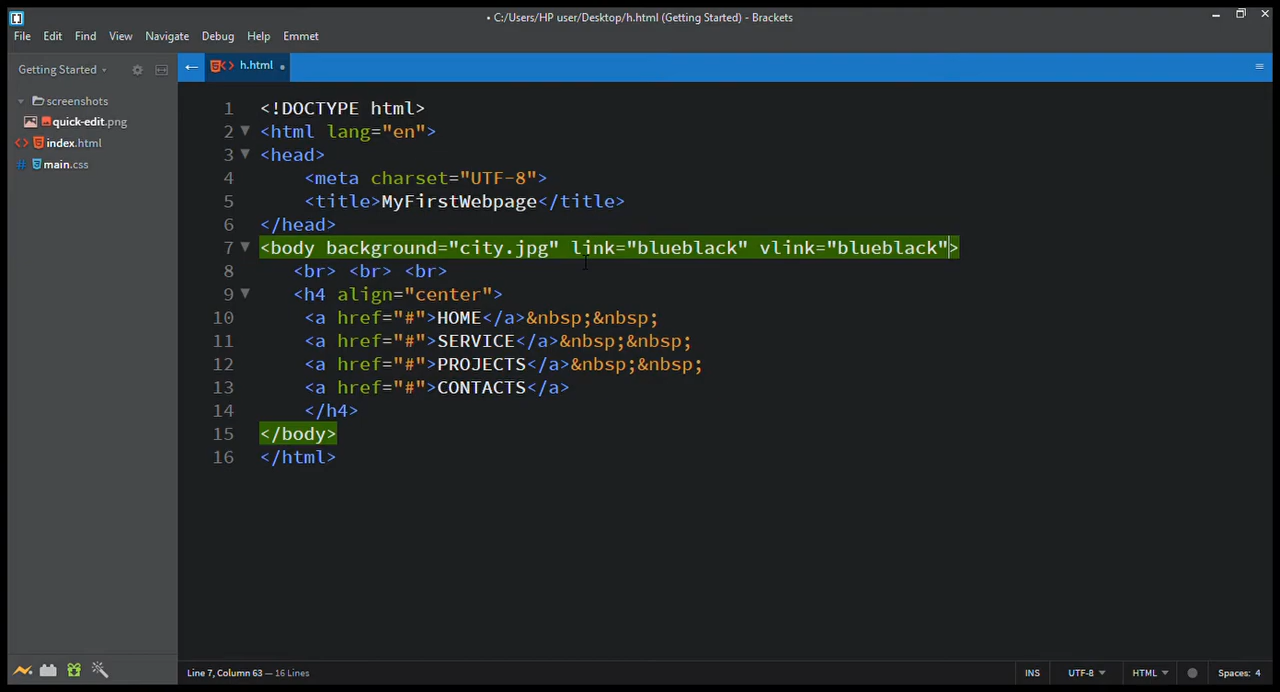 • C:/Users/HP user/Desktop/h.html (Getting Started) - Brackets
File Edit Find View Navigate Debug Help Emmet
Getting Started
h.html
screenshots
quick-edit.png
index.html
main.css
1 <!DOCTYPE html>
2 <html lang="en">
3 <head>
4 <meta charset="UTF-8">
5 <title>MyFirstWebpage</title>
6 </head>
7 <body background="city.jpg" link="blueblack" vlink="blueblack">
8 <br> <br> <br>
9 <h4 align="center">
10 <a href="#">HOME</a>&nbsp;&nbsp;
11 <a href="#">SERVICE</a>&nbsp;&nbsp;
12 <a href="#">PROJECTS</a>&nbsp;&nbsp;
13 <a href="#">CONTACTS</a>
14 </h4>
15 </body>
16 </html>
Line 7, Column 63 — 16 Lines
INS UTF-8 HTML Spaces: 4